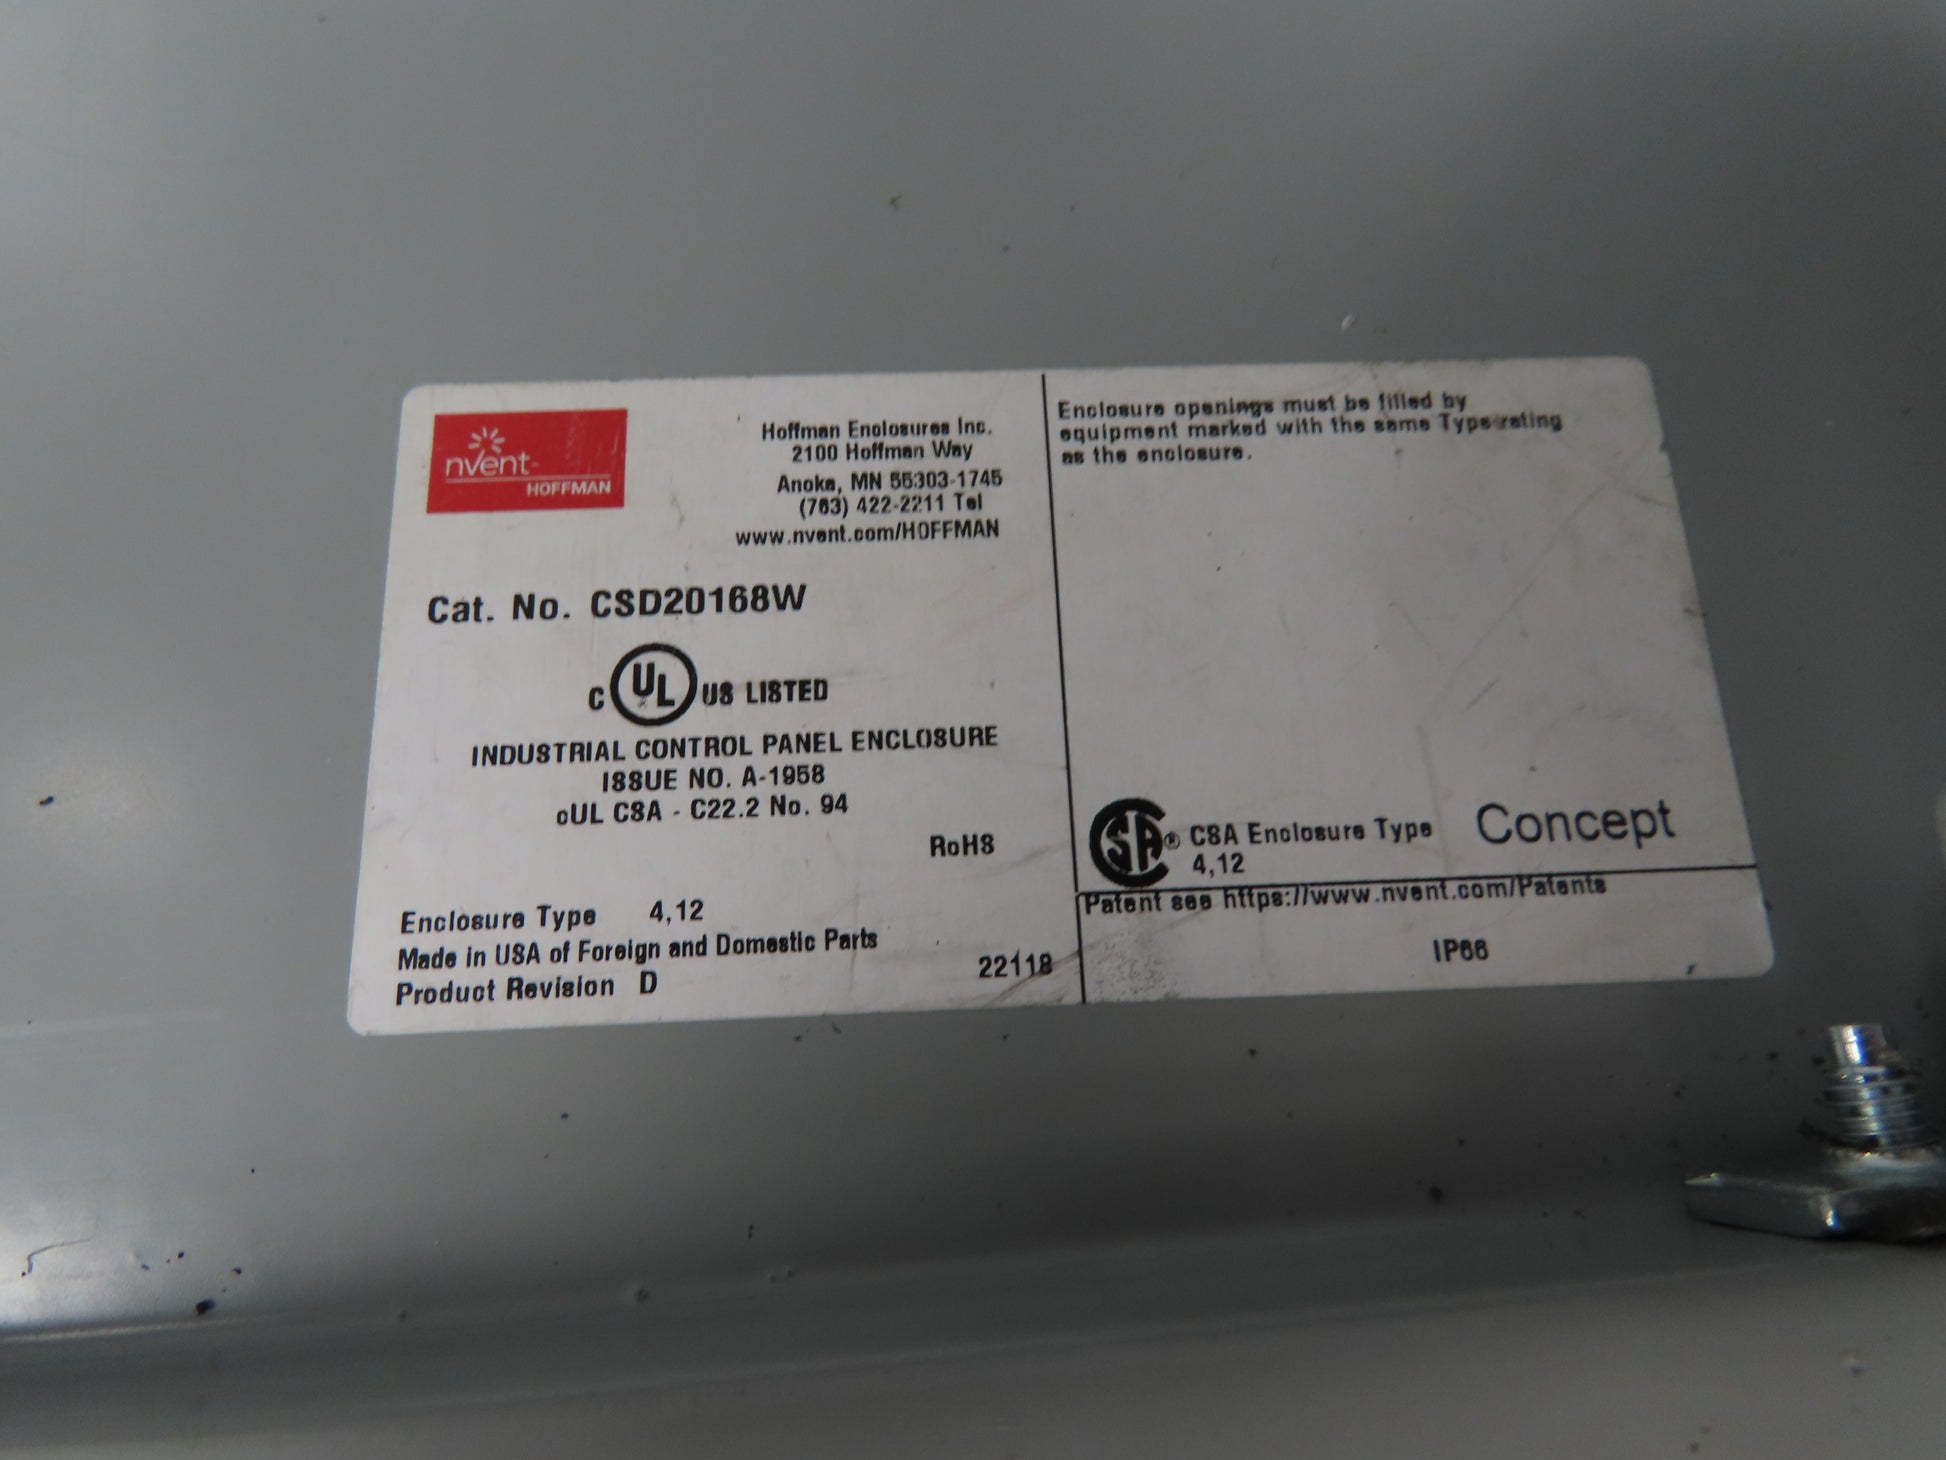 nvent
HOFFMAN
Hoffman Enclosures Inc.
2100 Hoffman Way
Anoka, MN 55303-1745
(763) 422-2211 Tel
www.nvent.com/HOFFMAN
Cat. No. CSD20168W
C UL US LISTED
INDUSTRIAL CONTROL PANEL ENCLOSURE
ISSUE NO. A-1958
cUL CSA - C22.2 No. 94
RoHS
Enclosure Type 4,12
Made in USA of Foreign and Domestic Parts
Product Revision D
22118
Enclosure openings must be filled by
equipment marked with the same Type rating
as the enclosure.
CSA ® CSA Enclosure Type Concept
4,12
Patent see https://www.nvent.com/Patents
IP66